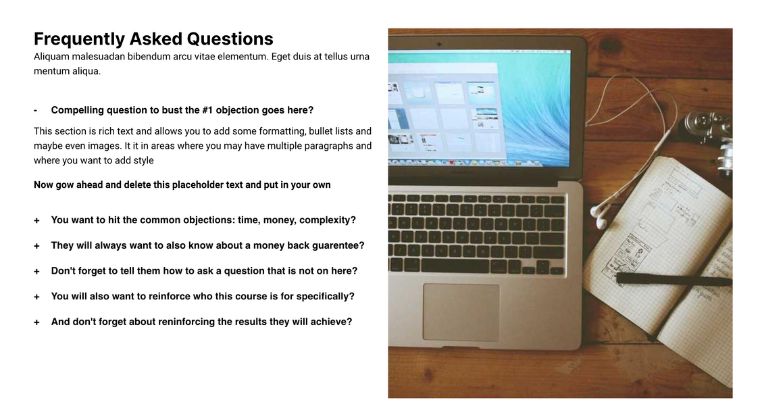 Frequently Asked Questions
Aliquam malesuadan bibendum arcu vitae elementum. Eget duis at tellus urna
mentum aliqua.
- Compelling question to bust the #1 objection goes here?
This section is rich text and allows you to add some formatting, bullet lists and
maybe even images. It it in areas where you may have multiple paragraphs and
where you want to add style
Now gow ahead and delete this placeholder text and put in your own
+ You want to hit the common objections: time, money, complexity?
+ They will always want to also know about a money back guarentee?
+ Don't forget to tell them how to ask a question that is not on here?
+ You will also want to reinforce who this course is for specifically?
+ And don't forget about reninforcing the results they will achieve?